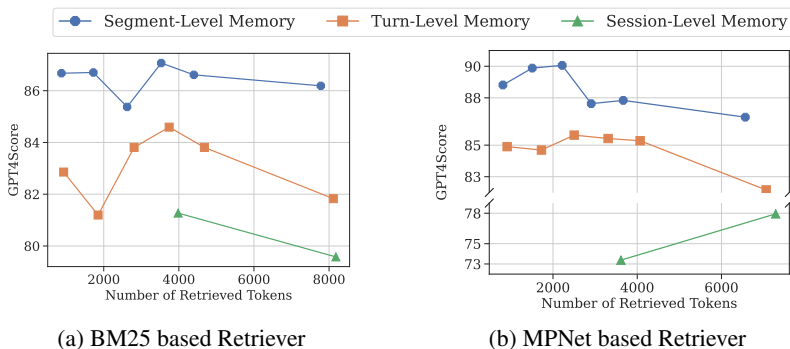 Segment-Level Memory Turn-Level Memory Session-Level Memory
GPT4Score
86
84
82
80
2000 4000 6000 8000
Number of Retrieved Tokens
(a) BM25 based Retriever
GPT4Score
90
88
85
83
78
75
73
2000 4000 6000
Number of Retrieved Tokens
(b) MPNet based Retriever